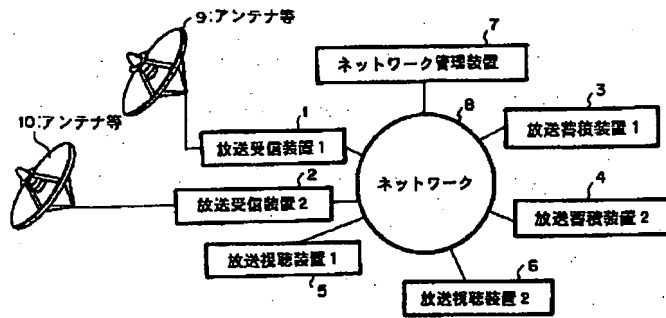 9:アンテナ等
7
ネットワーク管理装置
10:アンテナ等
1
放送受信装置1
8
3
放送蓄積装置1
ネットワーク
2
放送受信装置2
4
放送蓄積装置2
放送視聴装置1
5
6
放送視聴装置2